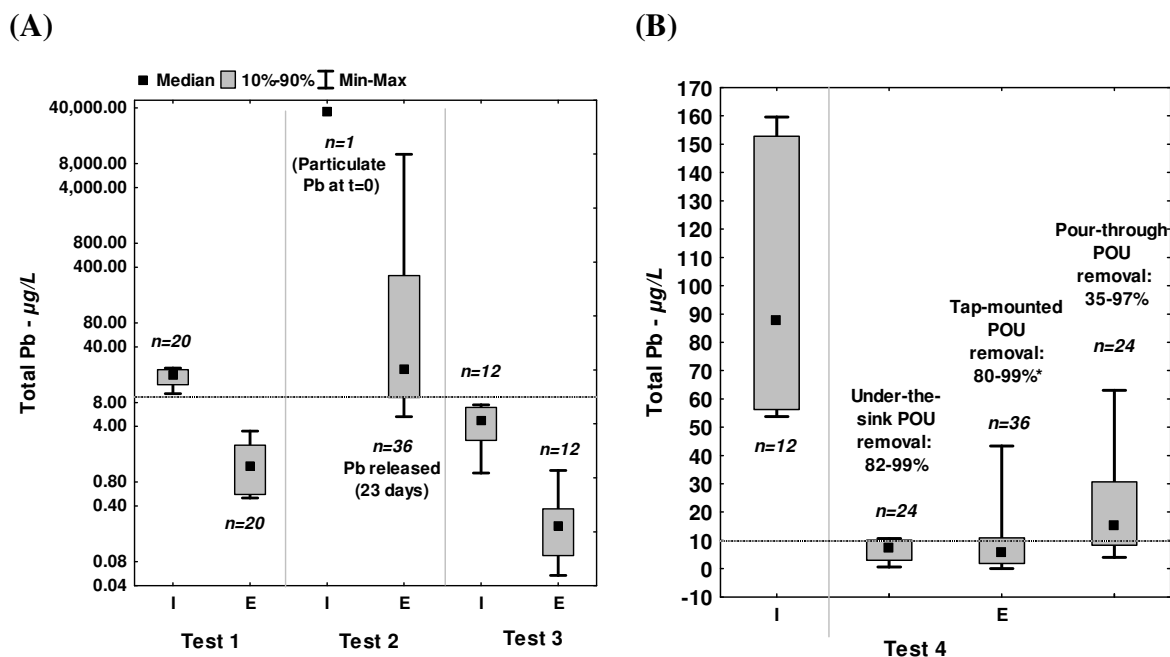 (A)
■ Median 10%-90% Min-Max
Total Pb - µg/L
40,000.00
8,000.00
4,000.00
800.00
400.00
80.00
40.00
8.00
4.00
0.80
0.40
0.08
0.04
n=20
n=20
n=1
(Particulate
Pb at t=0)
n=36
Pb released
(23 days)
n=12
n=12
I E I E I E
Test 1 Test 2 Test 3
(B)
Total Pb - µg/L
170
160
150
140
130
120
110
100
90
80
70
60
50
40
30
20
10
0
-10
n=12
Under-the-
sink POU
removal:
82-99%
n=24
Tap-mounted
POU
removal:
80-99%*
n=36
Pour-through
POU
removal:
35-97%
n=24
I E
Test 4